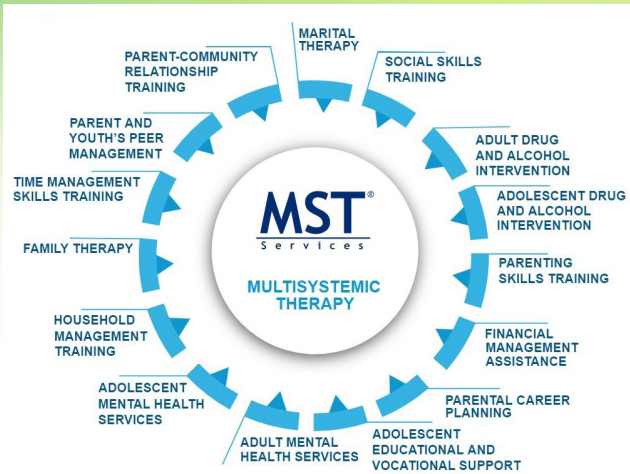 MARITAL
THERAPY
SOCIAL SKILLS
TRAINING
ADULT DRUG
AND ALCOHOL
INTERVENTION
ADOLESCENT DRUG
AND ALCOHOL
INTERVENTION
PARENTING
SKILLS TRAINING
FINANCIAL
MANAGEMENT
ASSISTANCE
PARENTAL CAREER
PLANNING
ADOLESCENT
EDUCATIONAL AND
VOCATIONAL SUPPORT
ADULT MENTAL
HEALTH SERVICES
ADOLESCENT
MENTAL HEALTH
SERVICES
HOUSEHOLD
MANAGEMENT
TRAINING
FAMILY THERAPY
TIME MANAGEMENT
SKILLS TRAINING
PARENT AND
YOUTH'S PEER
MANAGEMENT
PARENT-COMMUNITY
RELATIONSHIP
TRAINING
MST®
Services
MULTISYSTEMIC
THERAPY